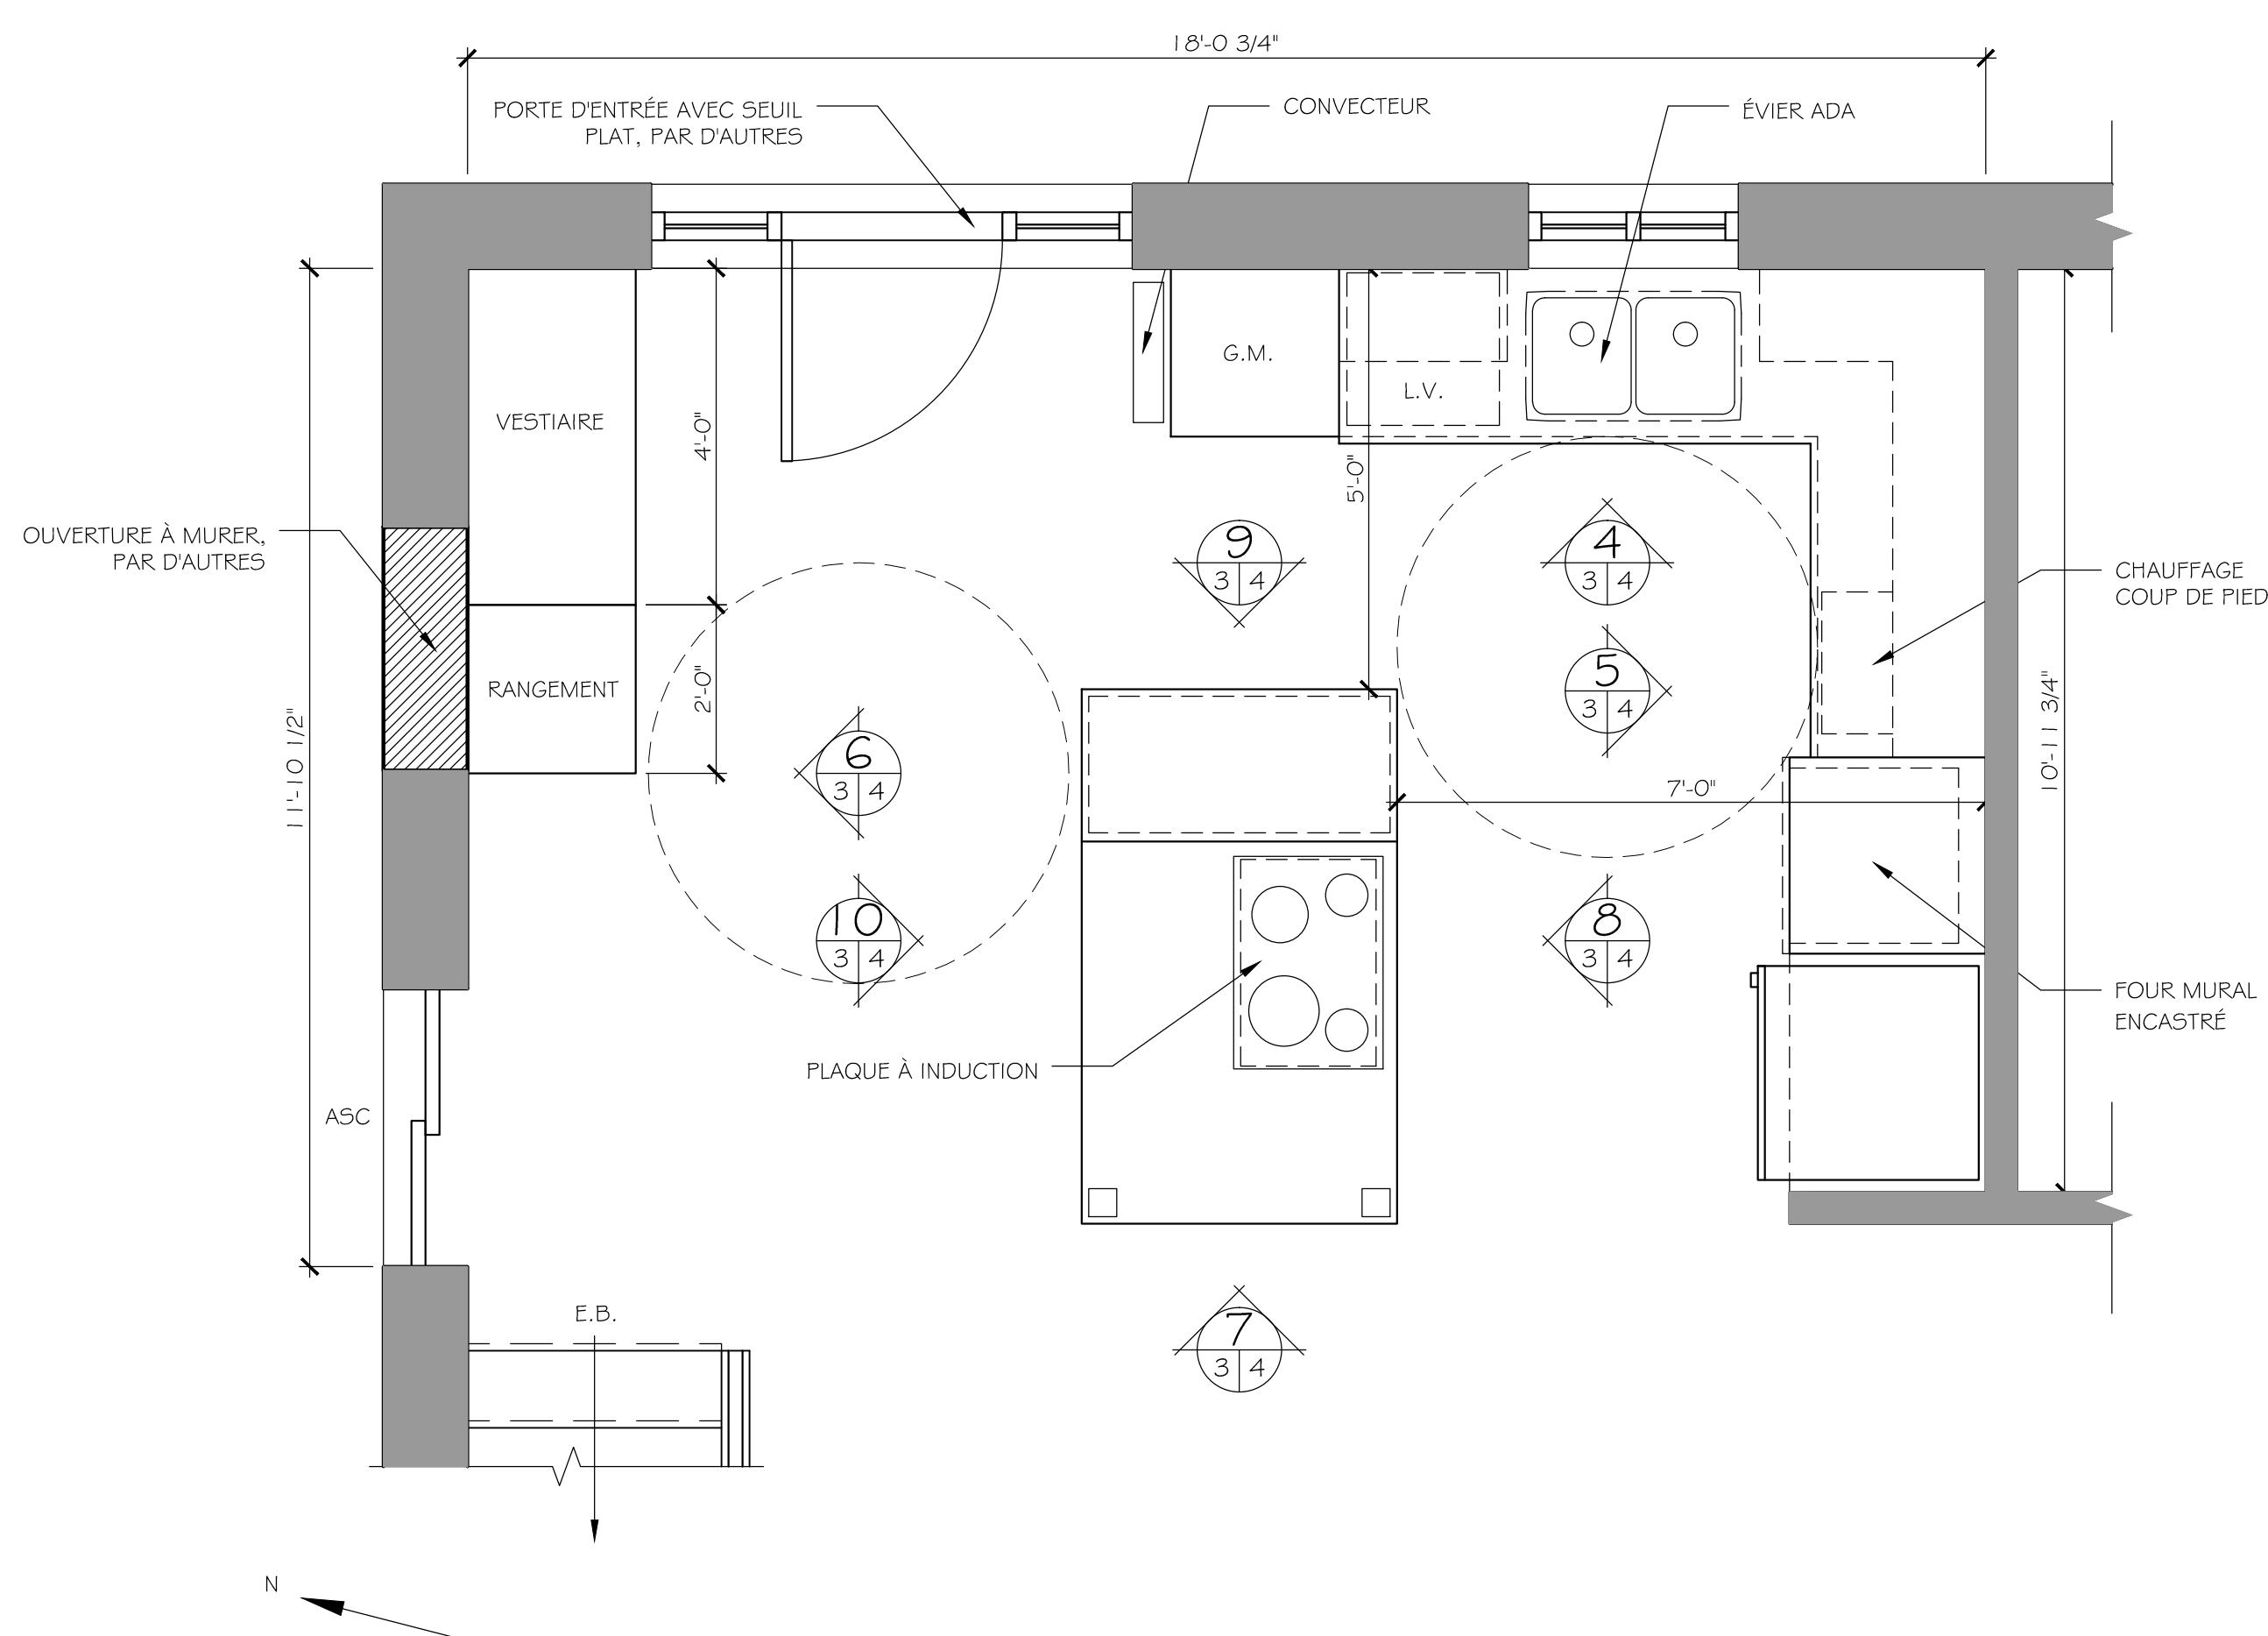 18'-0 3/4"
PORTE D'ENTRÉE AVEC SEUIL
PLAT, PAR D'AUTRES
CONVECTEUR
ÉVIER ADA
G.M.
L.V.
VESTIAIRE
4'-0"
5'-0"
OUVERTURE À MURER,
PAR D'AUTRES
9
3 4
4
3 4
CHAUFFAGE
COUP DE PIED
RANGEMENT
2'-0"
5
3 4
11'-10 1/2"
10'-11 3/4"
6
3 4
7'-0"
10
3 4
8
3 4
FOUR MURAL
ENCASTRÉ
PLAQUE À INDUCTION
ASC
E.B.
7
3 4
N